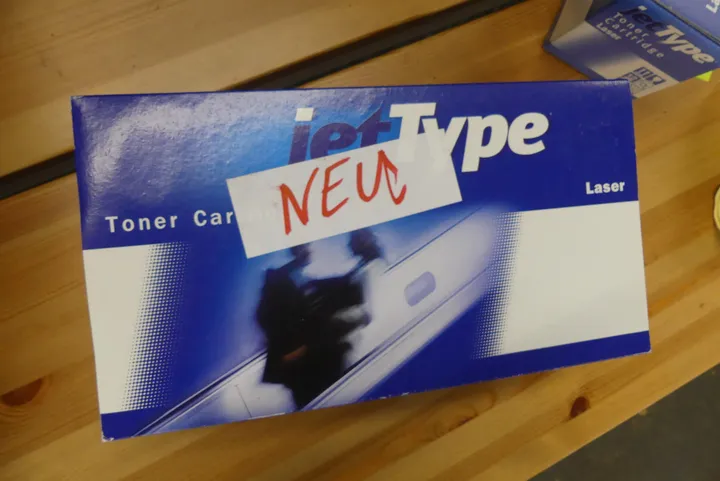 jetType
NEU
Toner Car
Laser
jetType
Toner
Cartridge
Laser